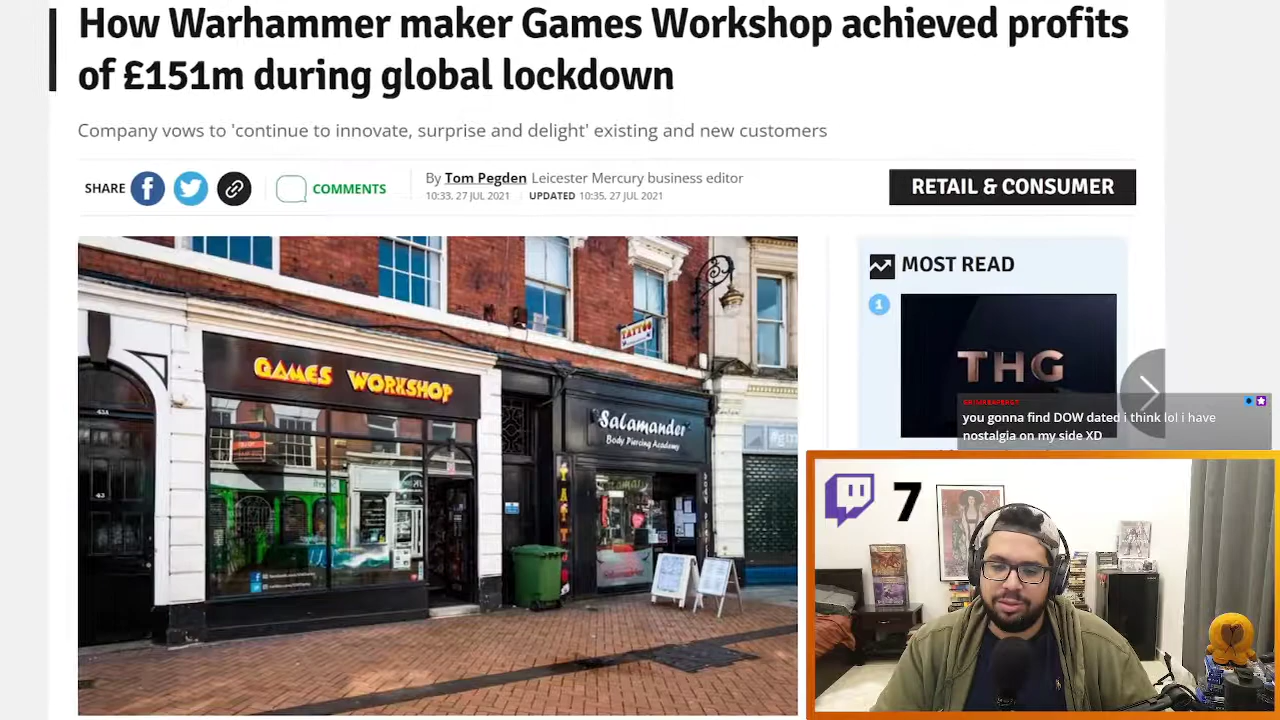 How Warhammer maker Games Workshop achieved profits
of £151m during global lockdown
Company vows to 'continue to innovate, surprise and delight' existing and new customers
SHARE
COMMENTS
By Tom Pegden Leicester Mercury business editor
10:33, 27 JUL 2021 UPDATED 10:35, 27 JUL 2021
RETAIL & CONSUMER
MOST READ
1
THG
GAMES WORKSHOP
TATTOO
Salamander
Body Piercing Academy
TATTOO
you gonna find DOW dated i think lol i have
nostalgia on my side XD
7